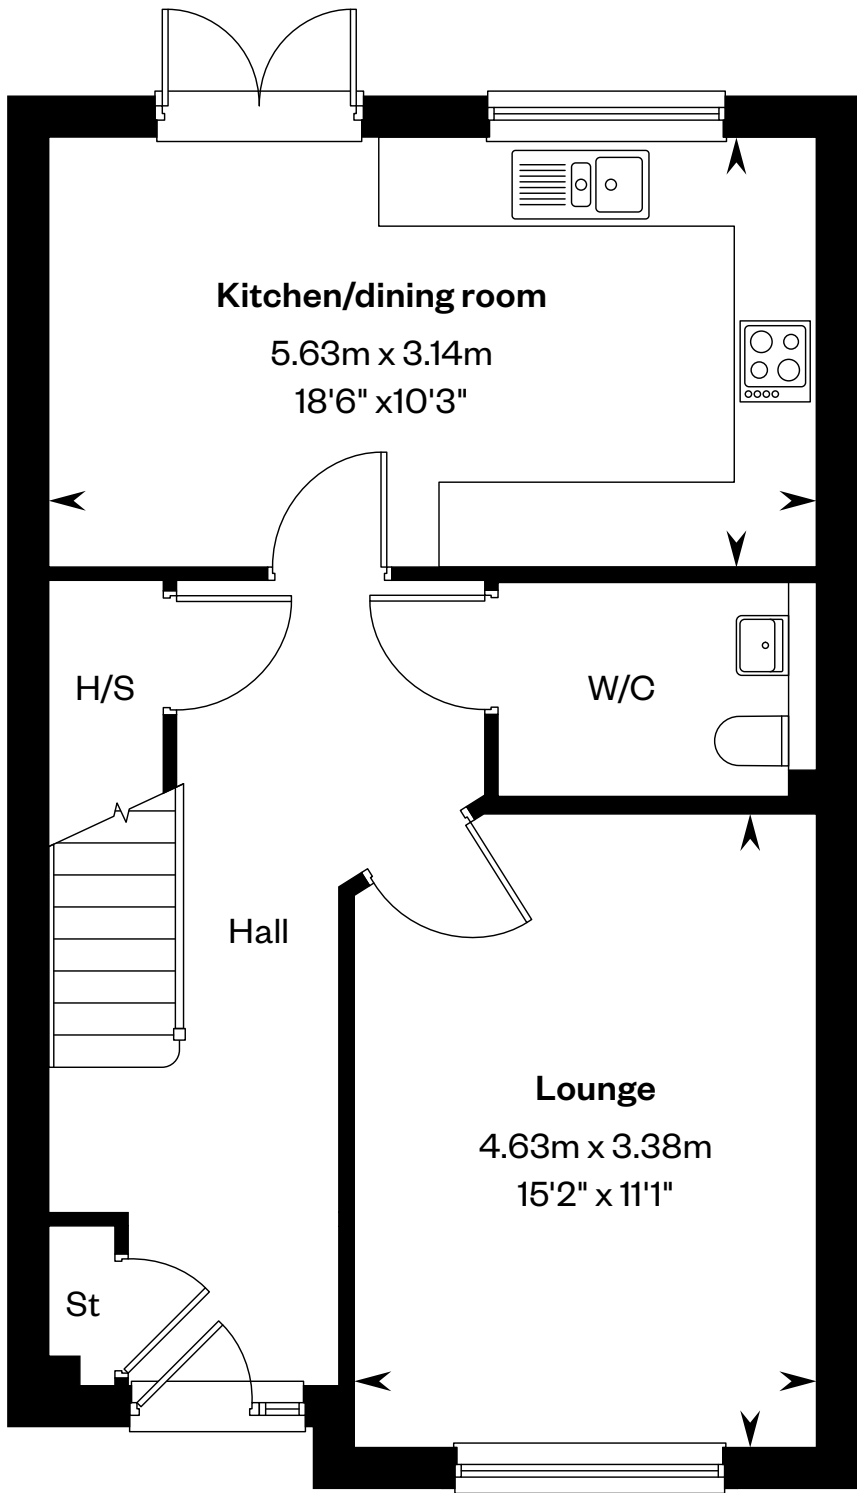 Kitchen/dining room
5.63m x 3.14m
18'6" x10'3"
H/S
W/C
Hall
Lounge
4.63m x 3.38m
15'2" x 11'1"
St